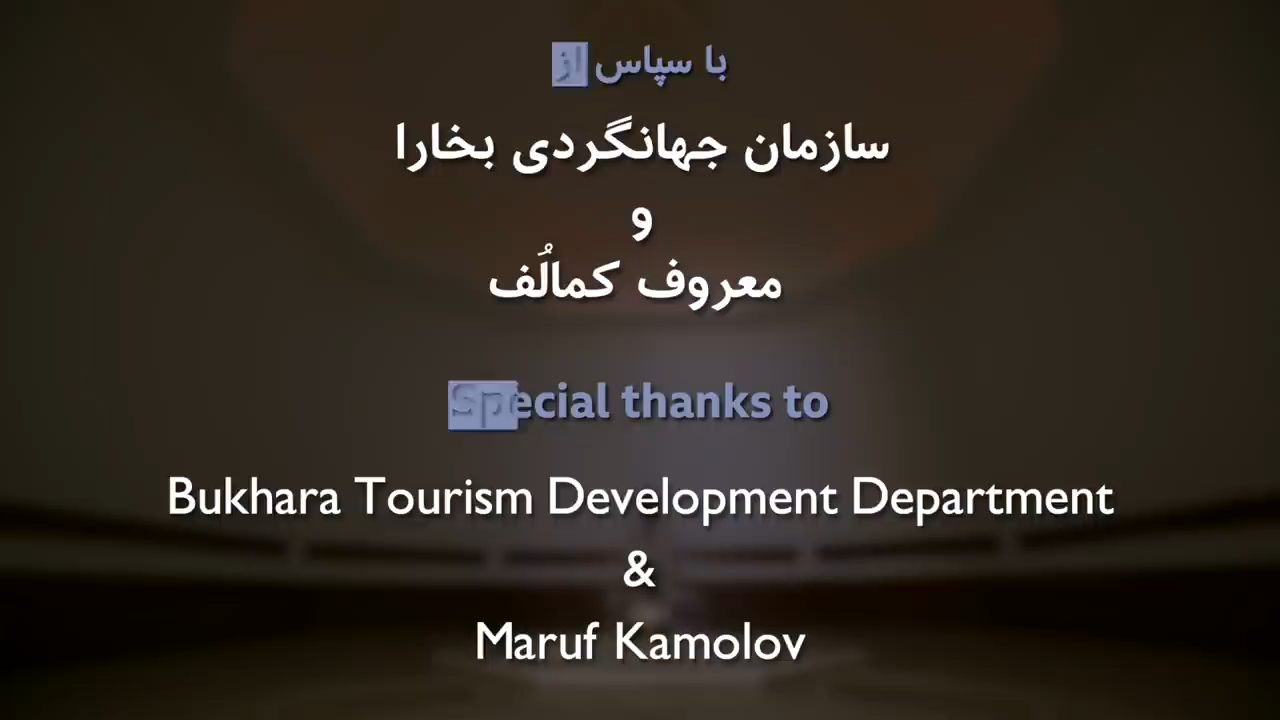 با سپاس از
سازمان جهانگردی بخارا
و
معروف کمالُف
Special thanks to
Bukhara Tourism Development Department
&
Maruf Kamolov